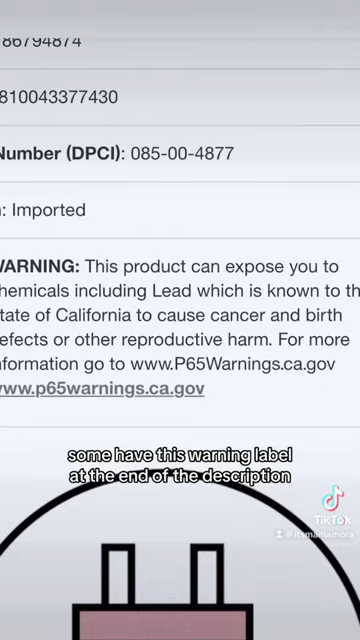 86794874
810043377430
Number (DPCI): 085-00-4877
: Imported
WARNING: This product can expose you to
hemicals including Lead which is known to th
tate of California to cause cancer and birth
efects or other reproductive harm. For more
nformation go to www.P65Warnings.ca.gov
www.p65warnings.ca.gov
some have this warning label
at the end of the description
TikTok